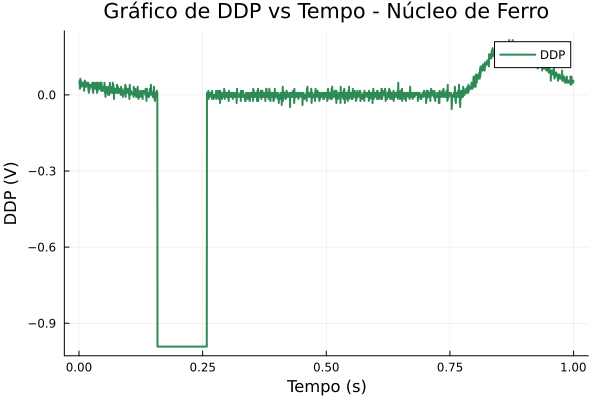 Gráfico de DDP vs Tempo - Núcleo de Ferro
DDP
DDP (V)
0.0
−0.3
−0.6
−0.9
0.00 0.25 0.50 0.75 1.00
Tempo (s)